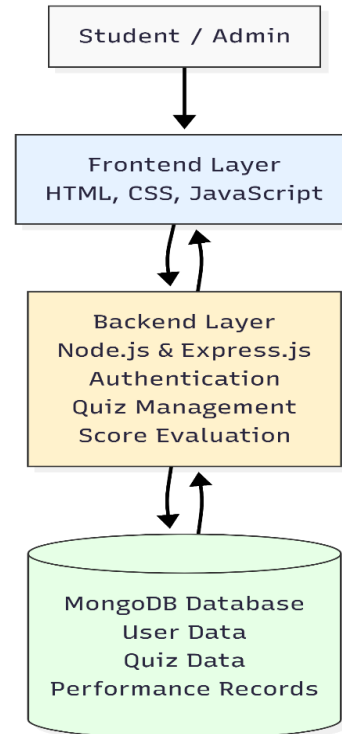 Student / Admin
Frontend Layer
HTML, CSS, JavaScript
Backend Layer
Node.js & Express.js
Authentication
Quiz Management
Score Evaluation
MongoDB Database
User Data
Quiz Data
Performance Records